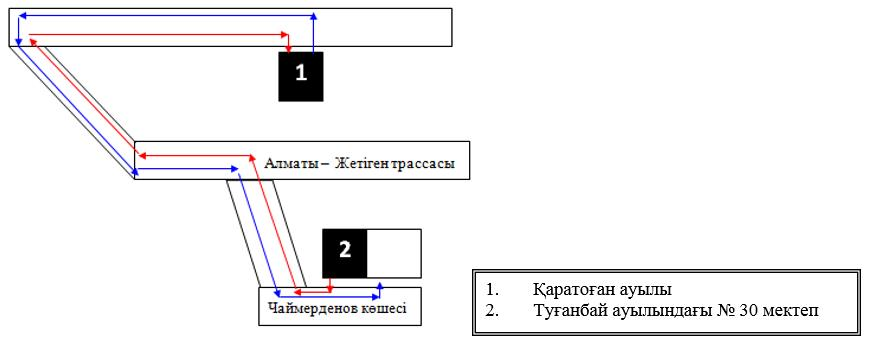 1
Алматы – Жетіген трассасы
2
Чаймерденов көшесі
1. Қаратоған ауылы
2. Туғанбай ауылындағы № 30 мектеп